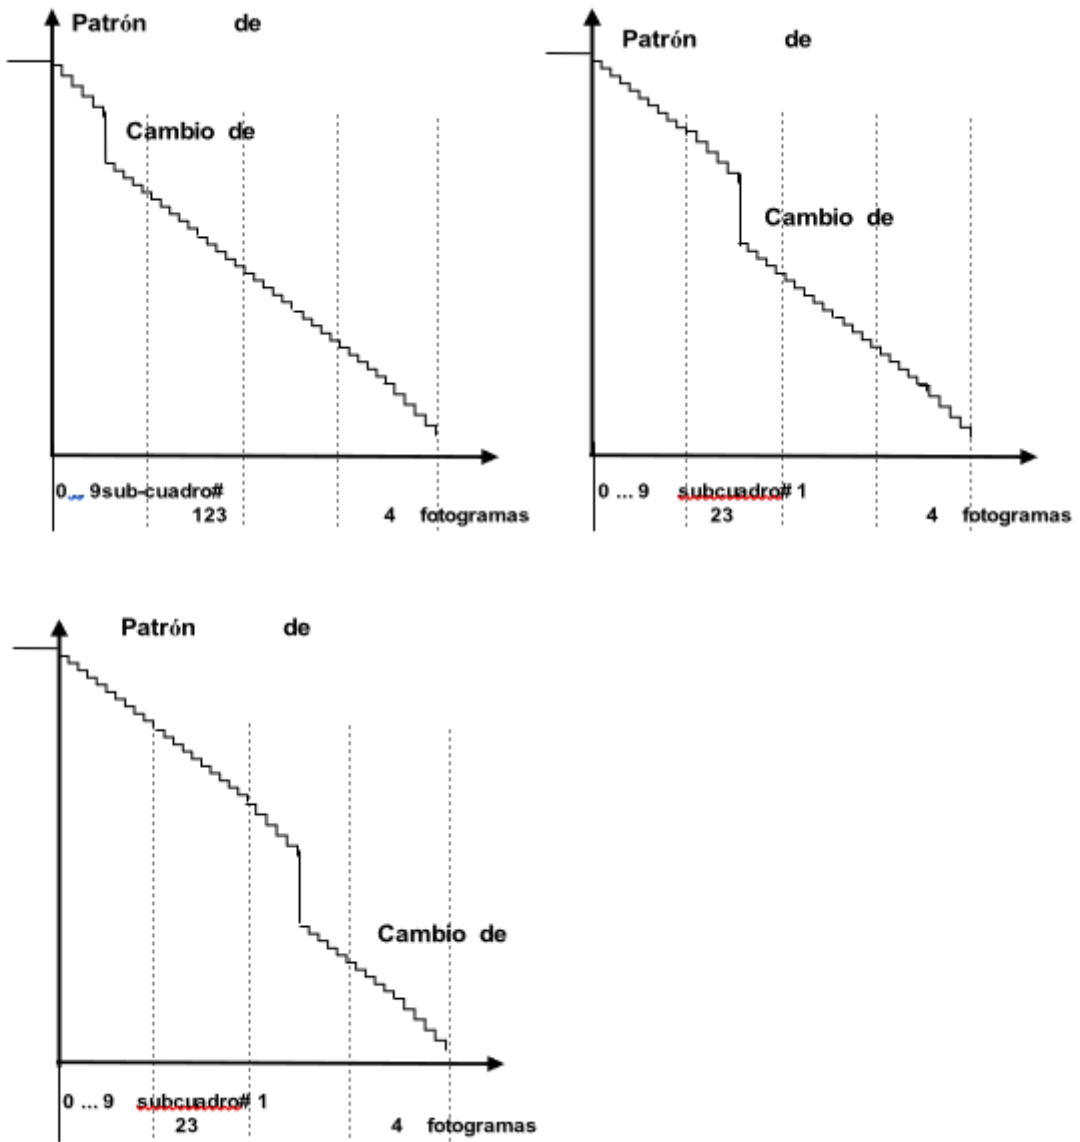 Patrón de
Cambio de
0... 9sub-cuadro#
123 4 fotogramas
Patrón de
Cambio de
0 ... 9 subcuadro# 1
23 4 fotogramas
Patrón de
Cambio de
0 ... 9 subcuadro# 1
23 4 fotogramas